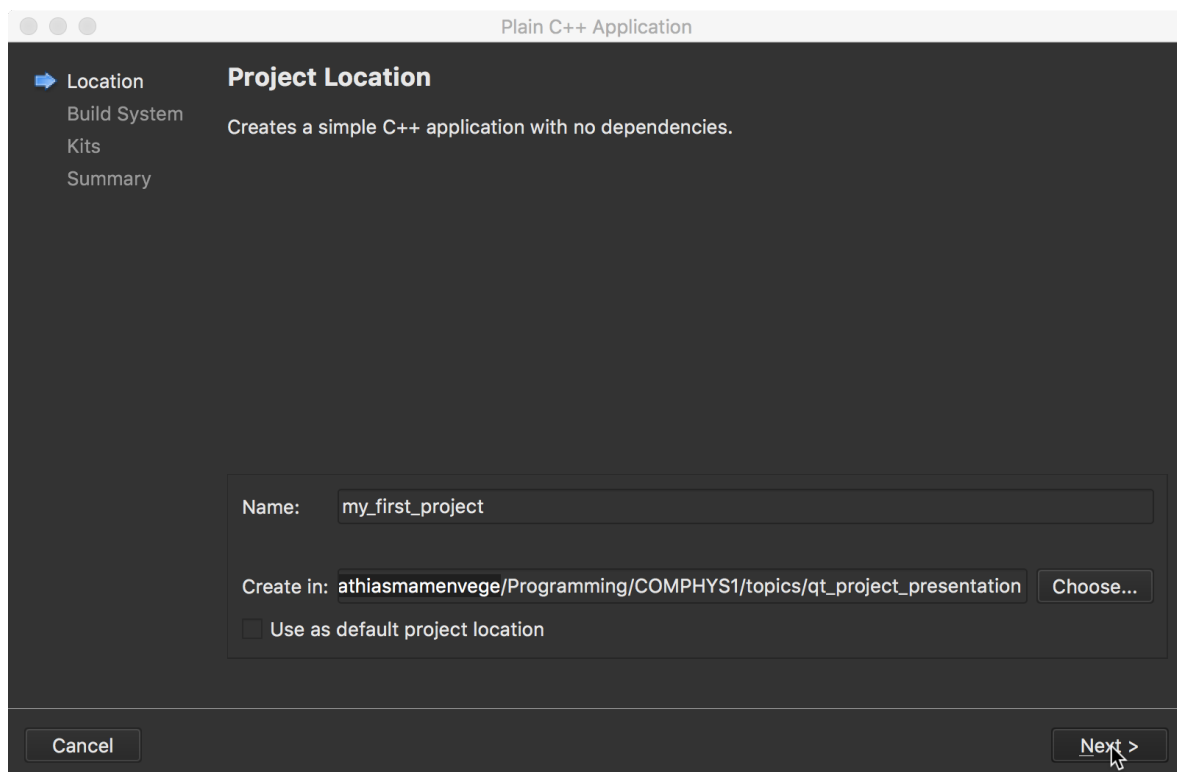 Plain C++ Application
Location
Build System
Kits
Summary
Project Location
Creates a simple C++ application with no dependencies.
Name: my_first_project
Create in: athiasmamenvege/Programming/COMPHYS1/topics/qt_project_presentation Choose...
Use as default project location
Cancel Next >